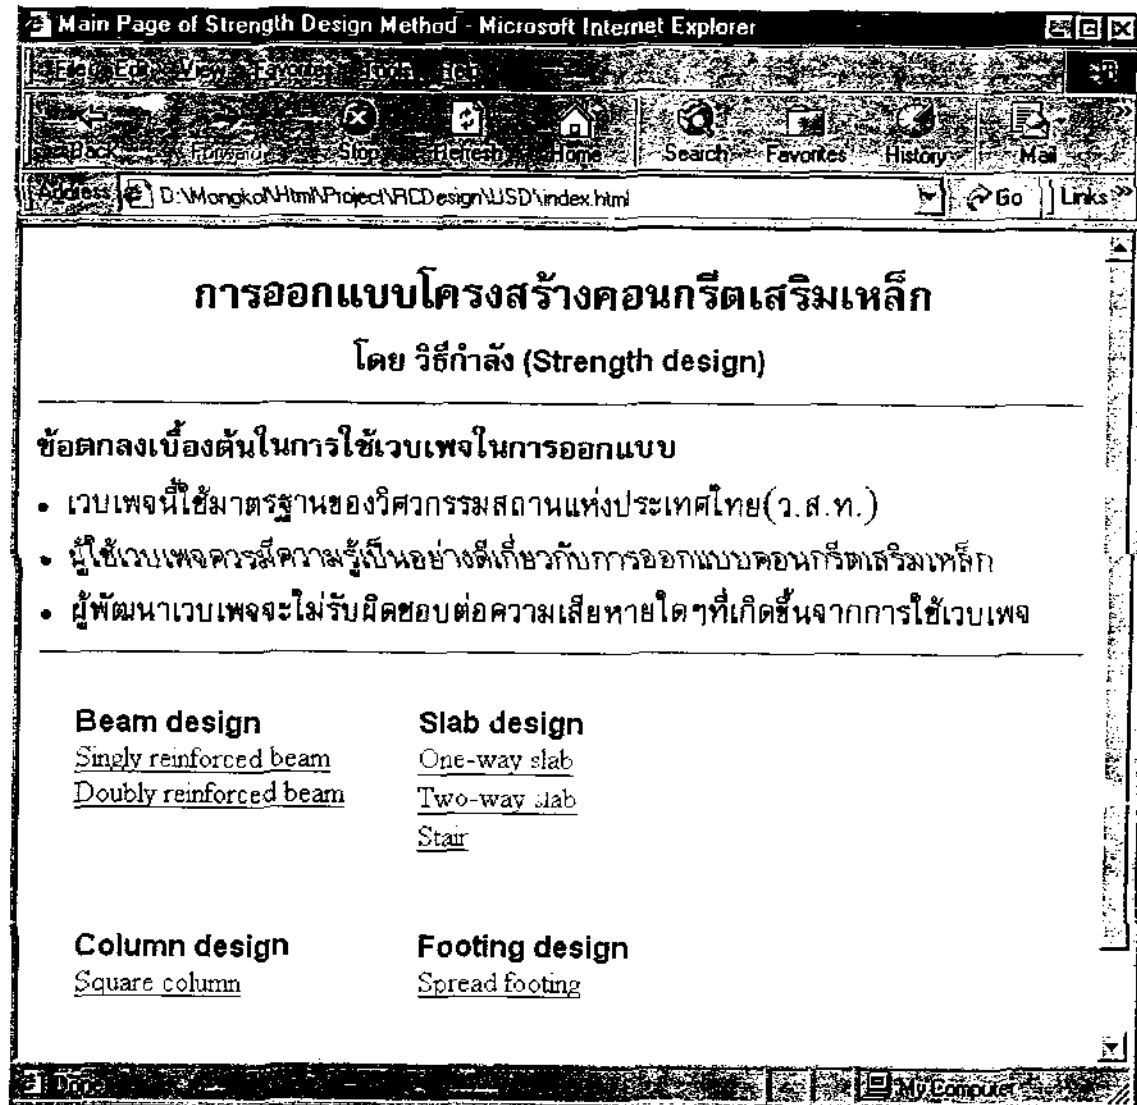 Main Page of Strength Design Method - Microsoft Internet Explorer
File Edit View Favorites Tools Help
Back Forward Stop Refresh Home Search Favorites History Mail
Address D:\Mongkol\Html\Project\RCDesign\USD\index.html Go Links
การออกแบบโครงสร้างคอนกรีตเสริมเหล็ก
โดย วิธีกำลัง (Strength design)
ข้อตกลงเบื้องต้นในการใช้เวบเพจในการออกแบบ
• เวบเพจนี้ใช้มาตรฐานของวิศวกรรมสถานแห่งประเทศไทย(ว.ส.ท.)
• ผู้ใช้เวบเพจควรมีความรู้เป็นอย่างดีเกี่ยวกับการออกแบบคอนกรีตเสริมเหล็ก
• ผู้พัฒนาเวบเพจจะไม่รับผิดชอบต่อความเสียหายใดๆที่เกิดขึ้นจากการใช้เวบเพจ
Beam design
Singly reinforced beam
Doubly reinforced beam
Slab design
One-way slab
Two-way slab
Stair
Column design
Square column
Footing design
Spread footing
Done My Computer